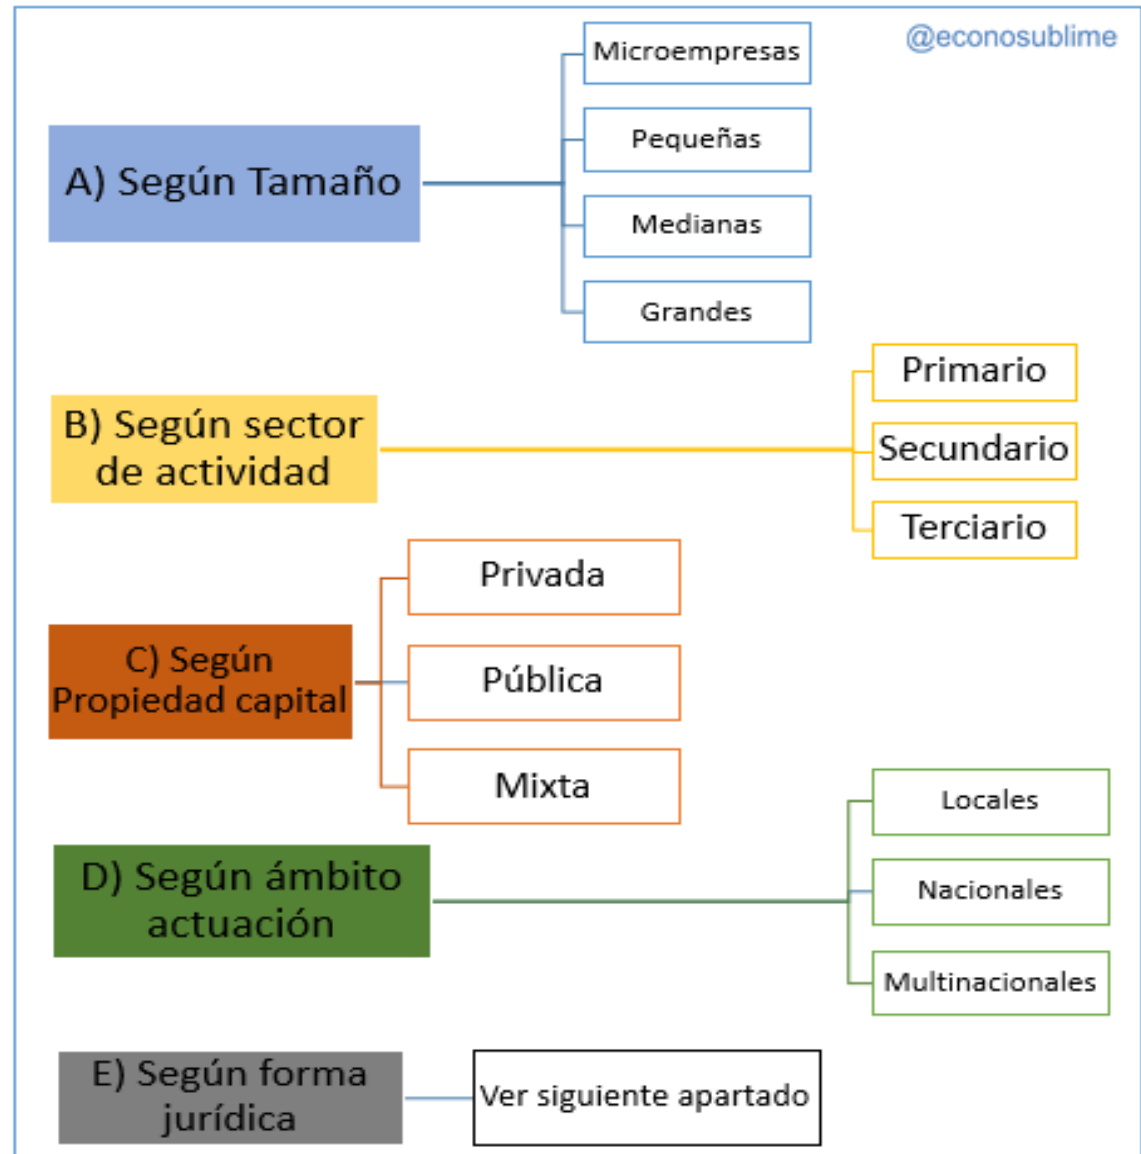 @econosublime
A) Según Tamaño
Microempresas
Pequeñas
Medianas
Grandes
B) Según sector
de actividad
Primario
Secundario
Terciario
C) Según
Propiedad capital
Privada
Pública
Mixta
D) Según ámbito
actuación
Locales
Nacionales
Multinacionales
E) Según forma
jurídica
Ver siguiente apartado